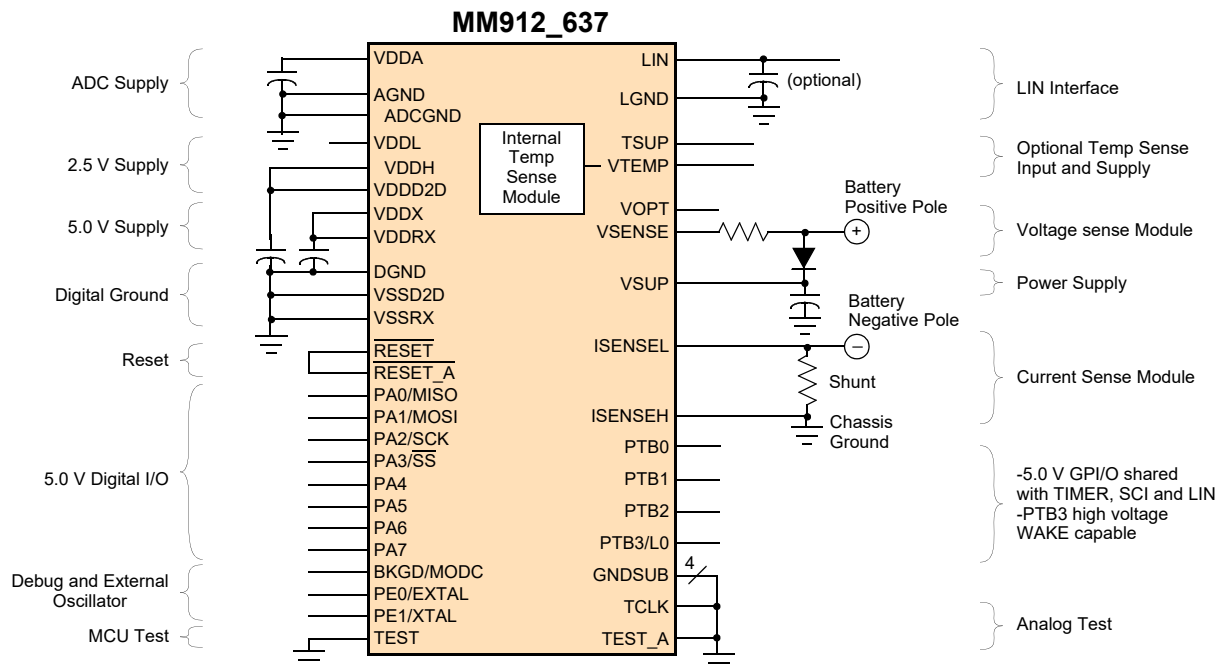 MM912_637
ADC Supply
2.5 V Supply
5.0 V Supply
Digital Ground
Reset
5.0 V Digital I/O
Debug and External
Oscillator
MCU Test
VDDA
AGND
ADCGND
VDDL
VDDH
VDDD2D
VDDX
VDDRX
DGND
VSSD2D
VSSRX
RESET
RESET_A
PA0/MISO
PA1/MOSI
PA2/SCK
PA3/SS
PA4
PA5
PA6
PA7
BKGD/MODC
PE0/EXTAL
PE1/XTAL
TEST
Internal
Temp
Sense
Module
LIN
LGND
TSUP
VTEMP
VOPT
VSENSE
VSUP
ISENSEL
ISENSEH
PTB0
PTB1
PTB2
PTB3/L0
GNDSUB
TCLK
TEST_A
(optional)
Battery
Positive Pole
+
Battery
Negative Pole
−
Shunt
Chassis
Ground
4
LIN Interface
Optional Temp Sense
Input and Supply
Voltage sense Module
Power Supply
Current Sense Module
-5.0 V GPI/O shared
with TIMER, SCI and LIN
-PTB3 high voltage
WAKE capable
Analog Test